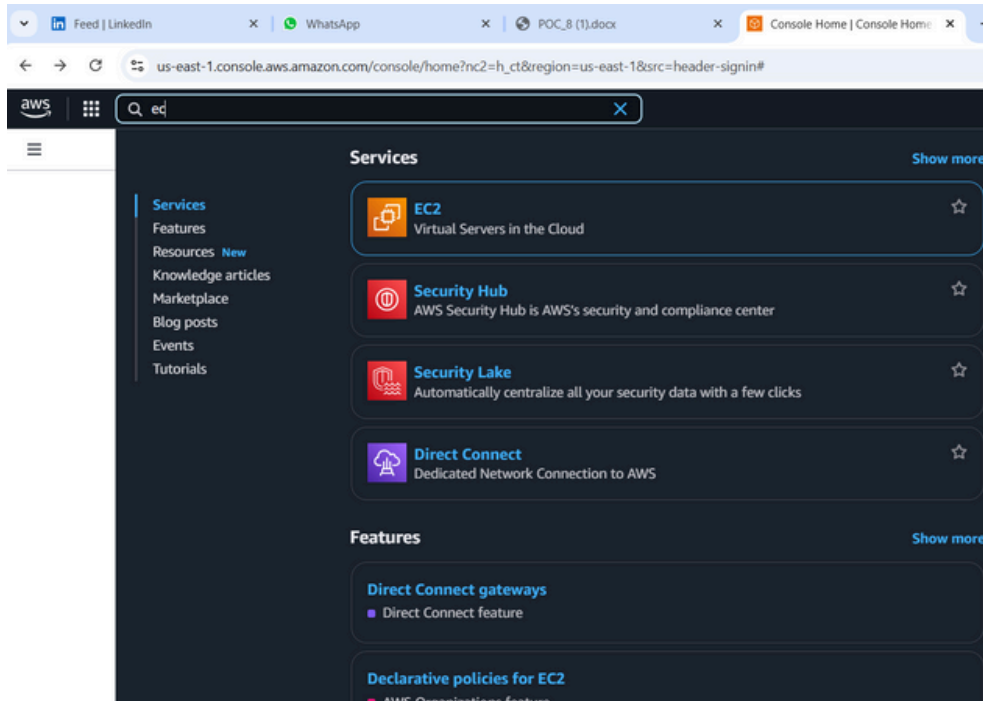 Feed | LinkedIn
WhatsApp
POC_8 (1).docx
Console Home | Console Home
us-east-1.console.aws.amazon.com/console/home?nc2=h_ct&region=us-east-1&src=header-signin#
aws
ec
Services
Show more
Services
Features
Resources New
Knowledge articles
Marketplace
Blog posts
Events
Tutorials
EC2
Virtual Servers in the Cloud
Security Hub
AWS Security Hub is AWS's security and compliance center
Security Lake
Automatically centralize all your security data with a few clicks
Direct Connect
Dedicated Network Connection to AWS
Features
Show more
Direct Connect gateways
Direct Connect feature
Declarative policies for EC2
AWS Organizations feature